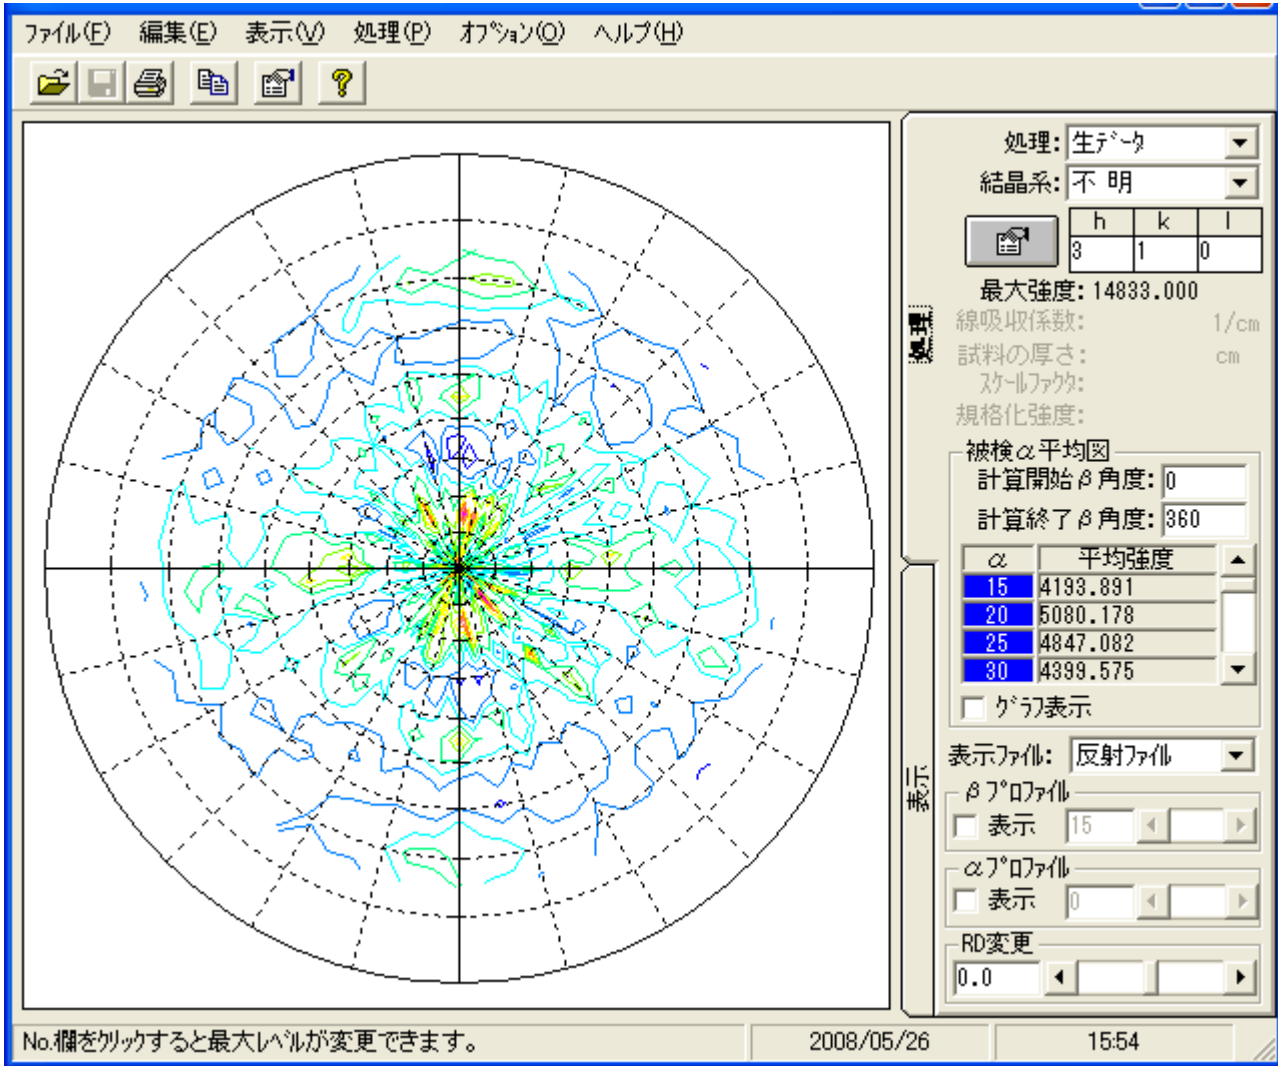 ファイル(F) 編集(E) 表示(V) 処理(P) オプション(O) ヘルプ(H)
処理: 生データ
結晶系: 不 明
h k l
3 1 0
最大強度: 14833.000
線吸収係数: 1/cm
試料の厚さ: cm
スケールファクタ:
規格化強度:
処理
表示
被検α平均図
計算開始β角度: 0
計算終了β角度: 360
α 平均強度
15 4193.891
20 5080.178
25 4847.082
30 4399.575
グラフ表示
表示ファイル: 反射ファイル
βプロファイル
表示 15
αプロファイル
表示 0
RD変更
0.0
No.欄をクリックすると最大レベルが変更できます。 2008/05/26 15:54